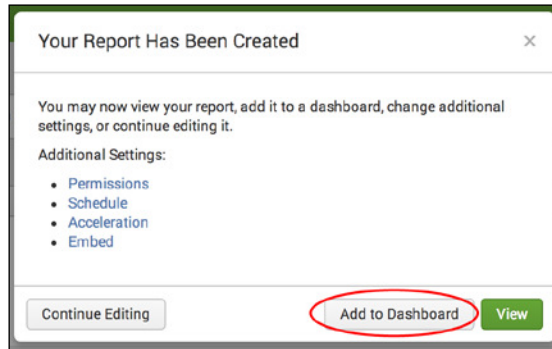 Your Report Has Been Created ×
You may now view your report, add it to a dashboard, change additional
settings, or continue editing it.
Additional Settings:
• Permissions
• Schedule
• Acceleration
• Embed
Continue Editing Add to Dashboard View